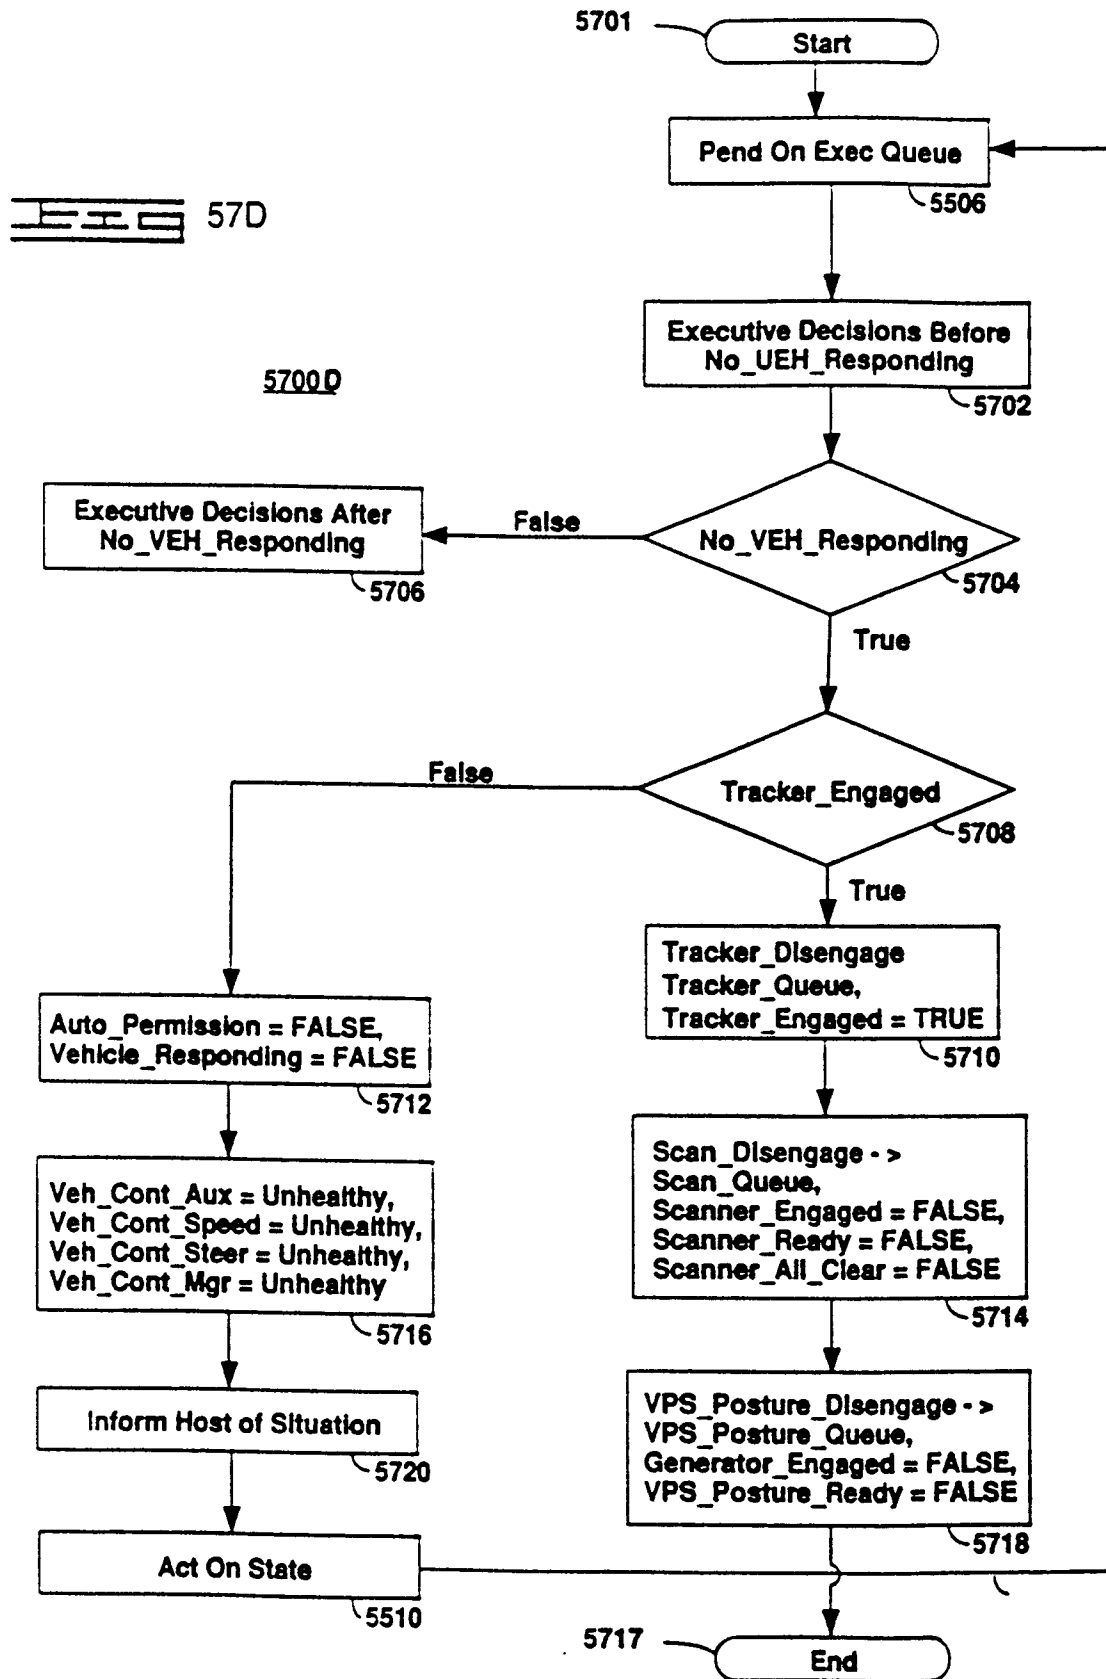 5701
Start
Pend On Exec Queue
5506
57D
Executive Decisions Before
No_UEH_Responding
5702
5700D
Executive Decisions After
No_VEH_Responding
5706
False
No_VEH_Responding
5704
True
False
Tracker_Engaged
5708
True
Tracker_Disengage
Tracker_Queue,
Tracker_Engaged = TRUE
5710
Auto_Permission = FALSE,
Vehicle_Responding = FALSE
5712
Scan_Disengage - >
Scan_Queue,
Scanner_Engaged = FALSE,
Scanner_Ready = FALSE,
Scanner_All_Clear = FALSE
5714
Veh_Cont_Aux = Unhealthy,
Veh_Cont_Speed = Unhealthy,
Veh_Cont_Steer = Unhealthy,
Veh_Cont_Mgr = Unhealthy
5716
VPS_Posture_Disengage - >
VPS_Posture_Queue,
Generator_Engaged = FALSE,
VPS_Posture_Ready = FALSE
5718
Inform Host of Situation
5720
Act On State
5510
5717
End